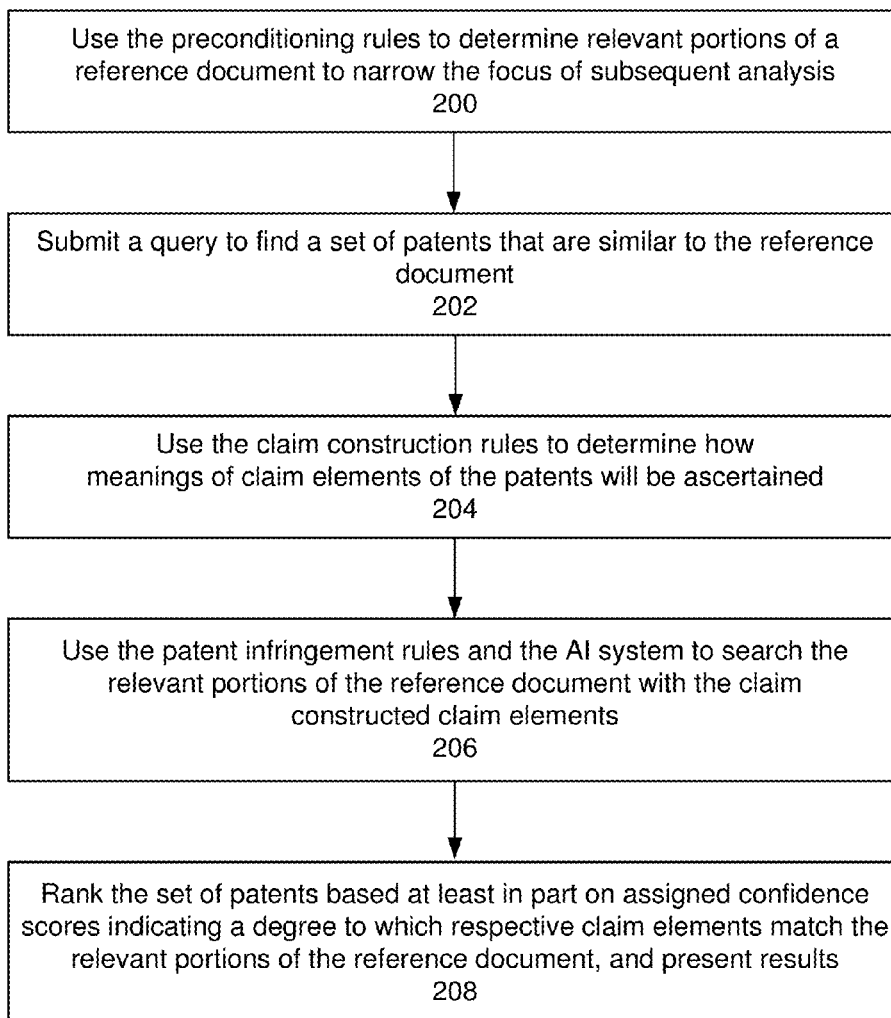 Use the preconditioning rules to determine relevant portions of a
reference document to narrow the focus of subsequent analysis
200
Submit a query to find a set of patents that are similar to the reference
document
202
Use the claim construction rules to determine how
meanings of claim elements of the patents will be ascertained
204
Use the patent infringement rules and the AI system to search the
relevant portions of the reference document with the claim
constructed claim elements
206
Rank the set of patents based at least in part on assigned confidence
scores indicating a degree to which respective claim elements match the
relevant portions of the reference document, and present results
208